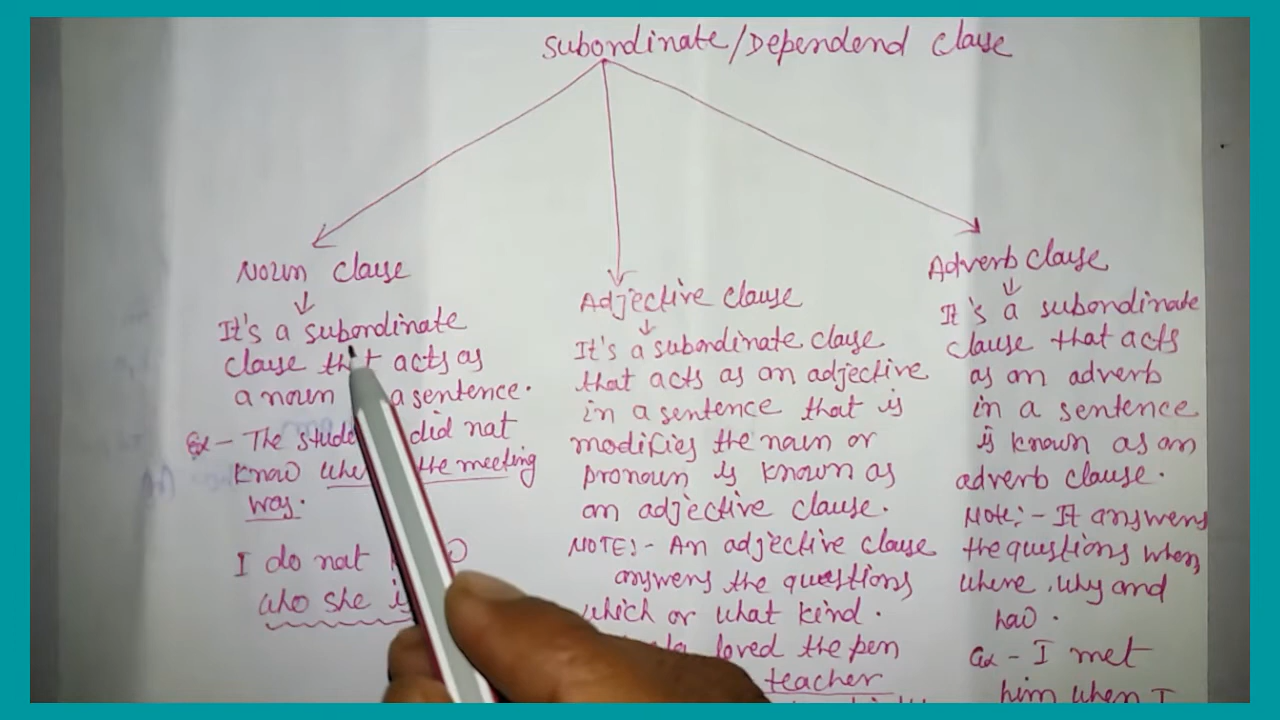 Subordinate/Dependend clause
Noun clause
It's a subordinate
clause that acts as
a noun a sentence.
Ex - The did not
know the meeting
was.
I do not
who she
Adjective clause
It's a subordinate clause
that acts as an adjective
in a sentence that is
modifies the noun or
pronoun is known as
an adjective clause.
NOTE:- An adjective clause
answers the questions
which or what kind.
loved the pen
teacher
Adverb clause
It's a subordinate
clause that acts
as an adverb
in a sentence
is known as an
adverb clause.
Note:- It answers
the questions when
where, why and
how.
Ex - I met
him when I